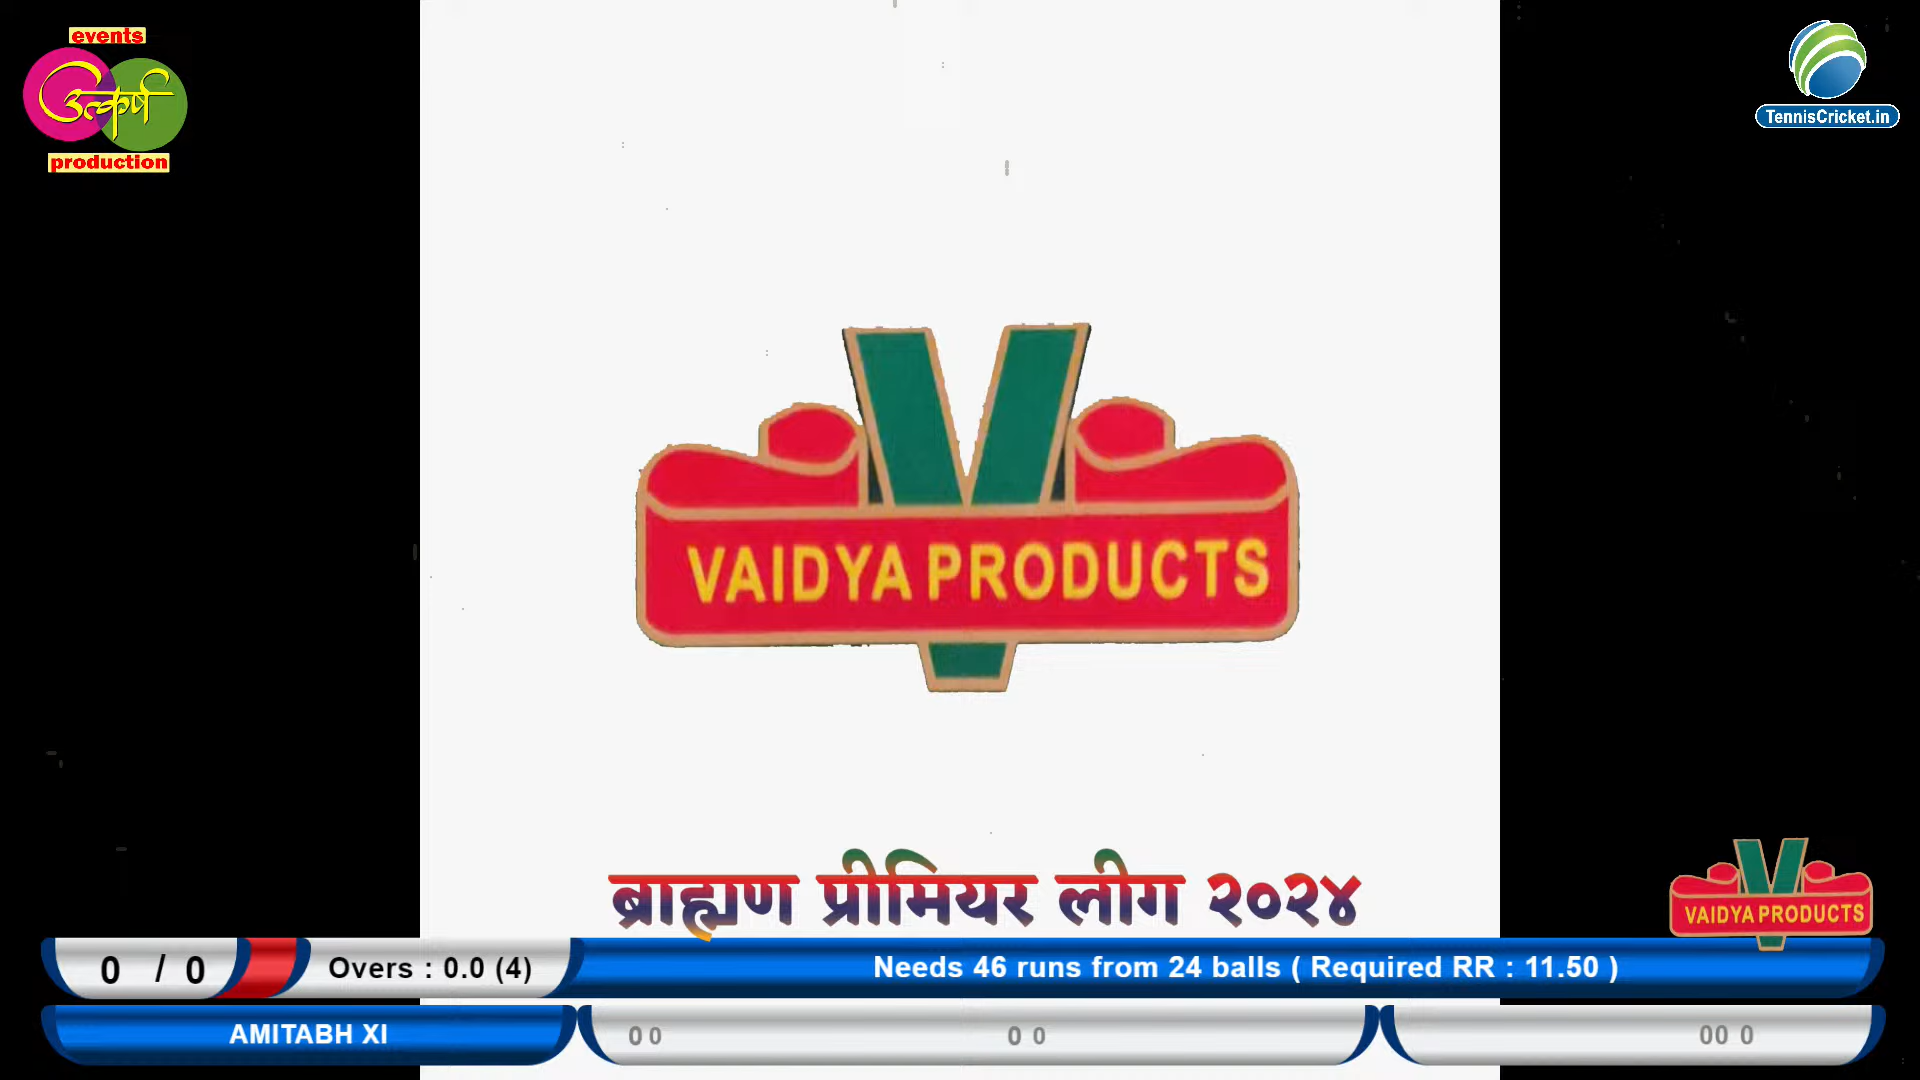 events
उत्कर्ष
production
TennisCricket.in
VAIDYA PRODUCTS
ब्राह्मण प्रीमियर लीग २०२४
VAIDYA PRODUCTS
0 / 0
Overs : 0.0 (4)
Needs 46 runs from 24 balls ( Required RR : 11.50 )
AMITABH XI
0 0
0 0
00 0